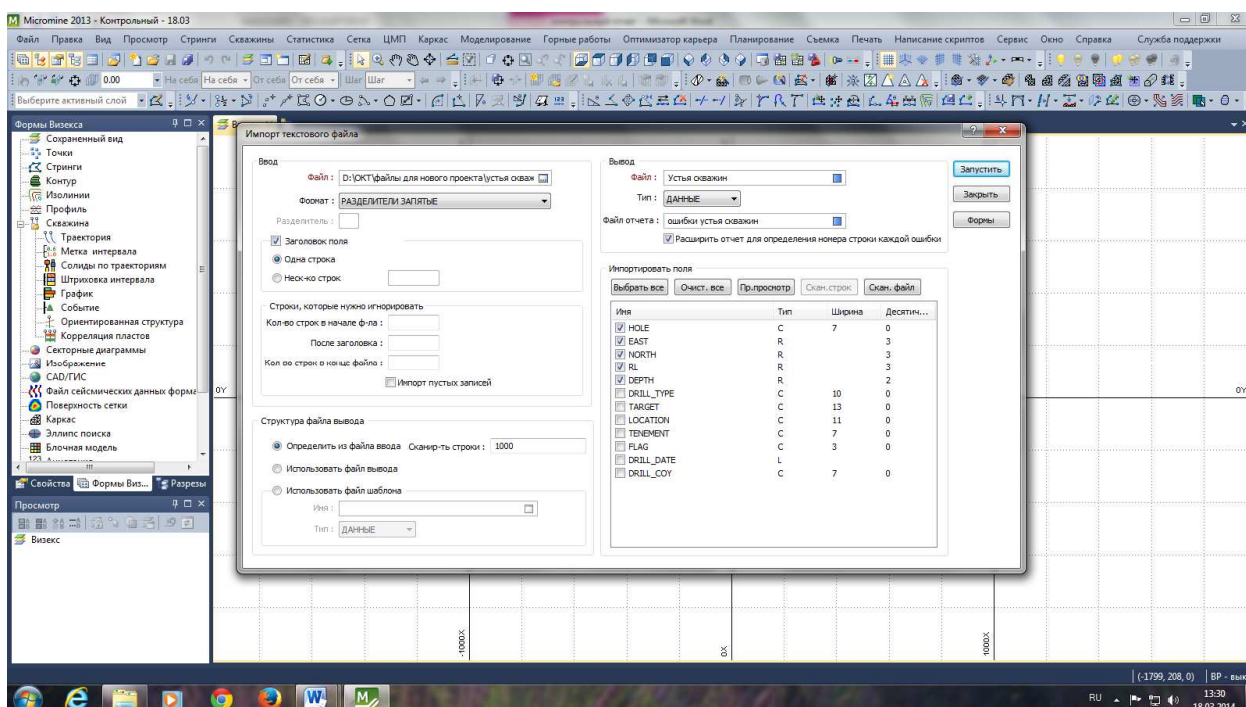 Micromine 2013 - Контрольный - 18.03
Файл Правка Вид Просмотр Стринги Скважины Статистика Сетка ЦМП Каркас Моделирование Горные работы Оптимизатор карьера Планирование Съемка Печать Написание скриптов Сервис Окно Справка Служба поддержки
0.00 На себя На себя От себя От себя Шаг Шаг
Выберите активный слой
Формы Визекса
Сохраненный вид
Точки
Стринги
Контур
Изолинии
Профиль
Скважина
Траектория
Метка интервала
Солиды по траекториям
Штриховка интервала
График
Событие
Ориентированная структура
Корреляция пластов
Секторные диаграммы
Изображение
CAD/ГИС
Файл сейсмических данных форма
Поверхность сетки
Каркас
Эллипс поиска
Блочная модель
Свойства Формы Виз... Разрезы
Просмотр
Визекс
Импорт текстового файла
Ввод
Файл : D:\ОКТ\файлы для нового проекта\устья скваж
Формат : РАЗДЕЛИТЕЛИ ЗАПЯТЫЕ
Разделитель :
Заголовок поля
Одна строка
Неск-ко строк
Строки, которые нужно игнорировать
Кол-во строк в начале ф-ла :
После заголовка :
Кол-во строк в конце файла :
Импорт пустых записей
Структура файла вывода
Определить из файла ввода Сканир-ть строки : 1000
Использовать файл вывода
Использовать файл шаблона
Имя :
Тип : ДАННЫЕ
Вывод
Файл : Устья скважин
Тип : ДАННЫЕ
Файл отчета : ошибки устья скважин
Расширить отчет для определения номера строки каждой ошибки
Импортировать поля
Выбрать все Очист. все Пр.просмотр Скан.строк Скан. файл
Имя Тип Ширина Десятич...
HOLE C 7 0
EAST R 3
NORTH R 3
RL R 3
DEPTH R 2
DRILL_TYPE C 10 0
TARGET C 13 0
LOCATION C 11 0
TENEMENT C 7 0
FLAG C 3 0
DRILL_DATE L
DRILL_COY C 7 0
Запустить
Закрыть
Формы
0Y
0Y
-1000X
0X
1000X
(-1799, 208, 0) ВР - вык
RU
13:30
18.03.2014